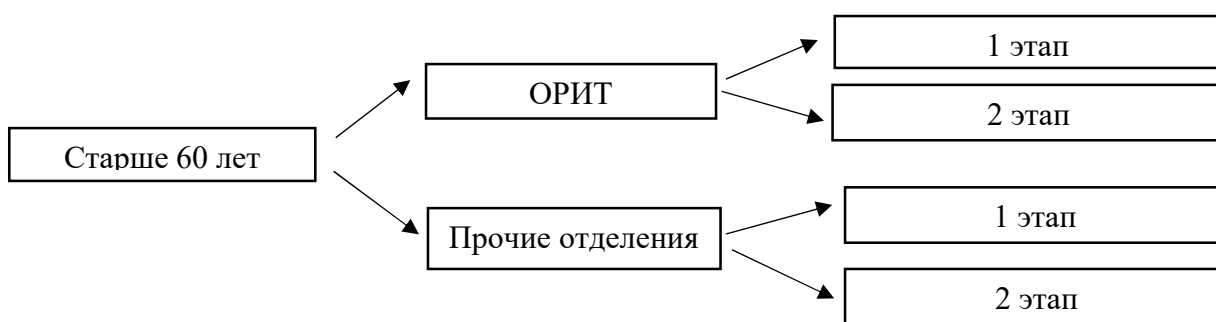 1 этап
ОРИТ
2 этап
Старше 60 лет
1 этап
Прочие отделения
2 этап